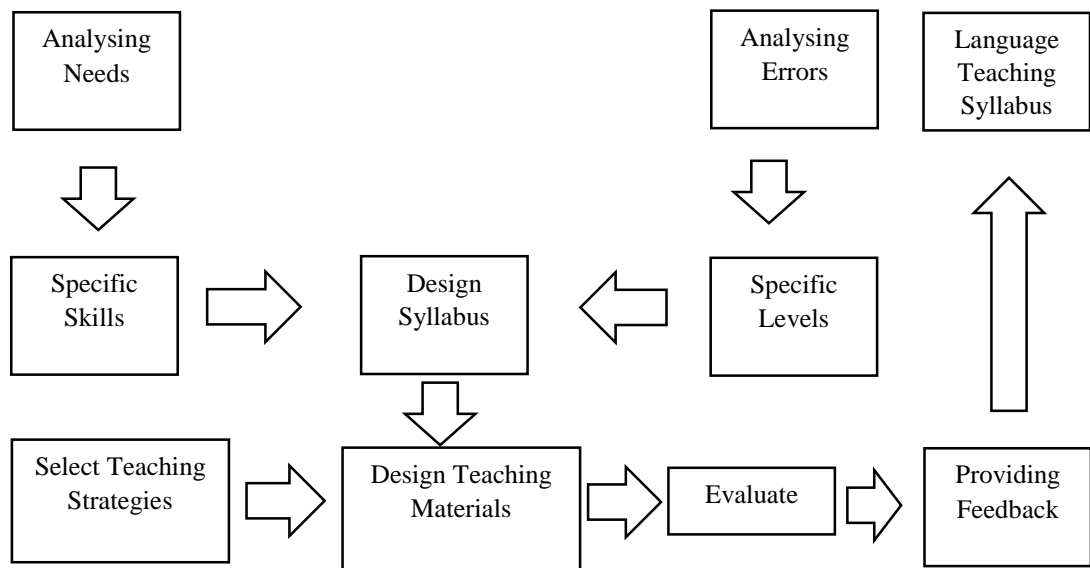 Analysing
Needs
Analysing
Errors
Language
Teaching
Syllabus
Specific
Skills
Design
Syllabus
Specific
Levels
Select Teaching
Strategies
Design Teaching
Materials
Evaluate
Providing
Feedback